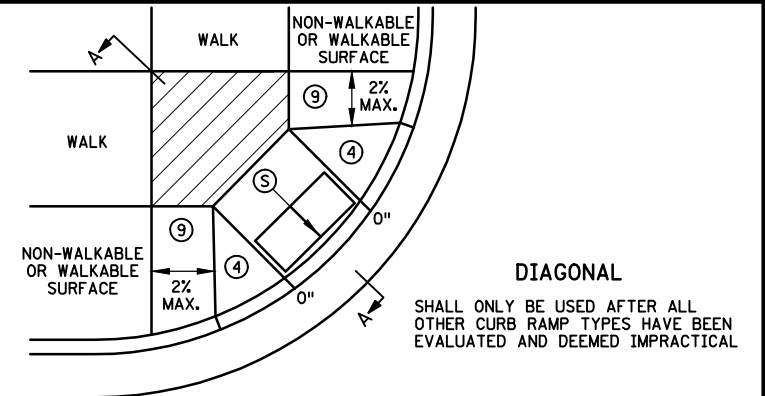 A
WALK
NON-WALKABLE
OR WALKABLE
SURFACE
9
2%
MAX.
WALK
4
S
0"
9
NON-WALKABLE
OR WALKABLE
SURFACE
2%
MAX.
4
0"
A
DIAGONAL
SHALL ONLY BE USED AFTER ALL
OTHER CURB RAMP TYPES HAVE BEEN
EVALUATED AND DEEMED IMPRACTICAL